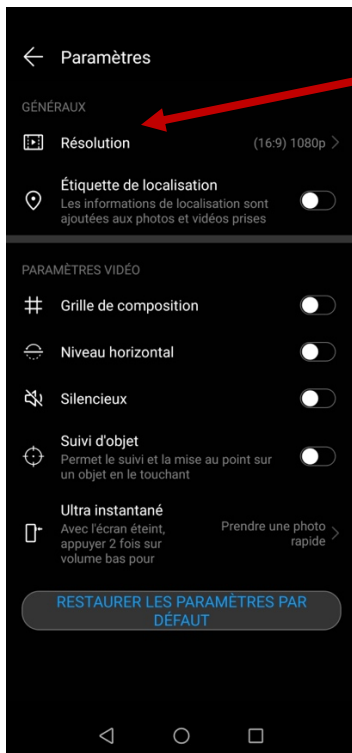 Paramètres
GÉNÉRAUX
Résolution (16:9) 1080p
Étiquette de localisation
Les informations de localisation sont
ajoutées aux photos et vidéos prises
PARAMÈTRES VIDÉO
Grille de composition
Niveau horizontal
Silencieux
Suivi d'objet
Permet le suivi et la mise au point sur
un objet en le touchant
Ultra instantané
Avec l'écran éteint,
appuyer 2 fois sur
volume bas pour
Prendre une photo
rapide
RESTAURER LES PARAMÈTRES PAR
DÉFAUT